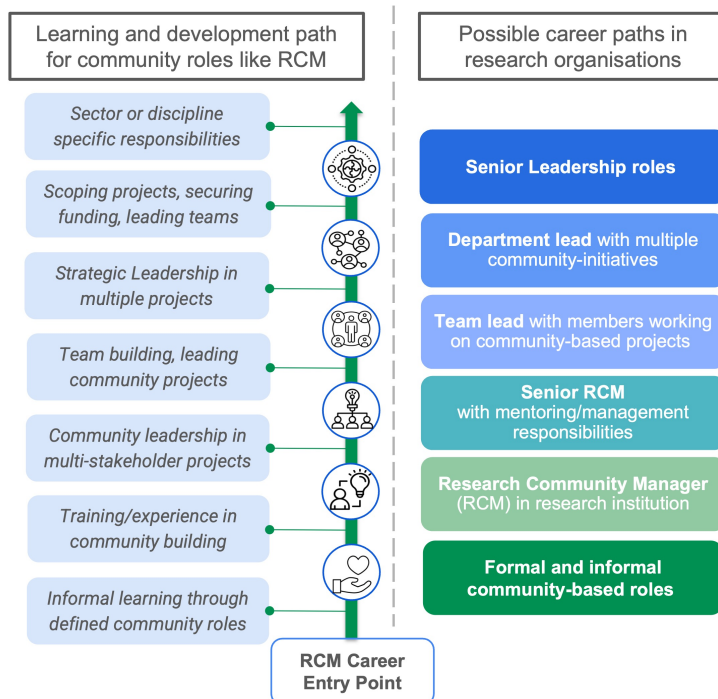 Learning and development path
for community roles like RCM
Sector or discipline
specific responsibilities
Scoping projects, securing
funding, leading teams
Strategic Leadership in
multiple projects
Team building, leading
community projects
Community leadership in
multi-stakeholder projects
Training/experience in
community building
Informal learning through
defined community roles
RCM Career
Entry Point
Possible career paths in
research organisations
Senior Leadership roles
Department lead with multiple
community-initiatives
Team lead with members working
on community-based projects
Senior RCM
with mentoring/management
responsibilities
Research Community Manager
(RCM) in research institution
Formal and informal
community-based roles